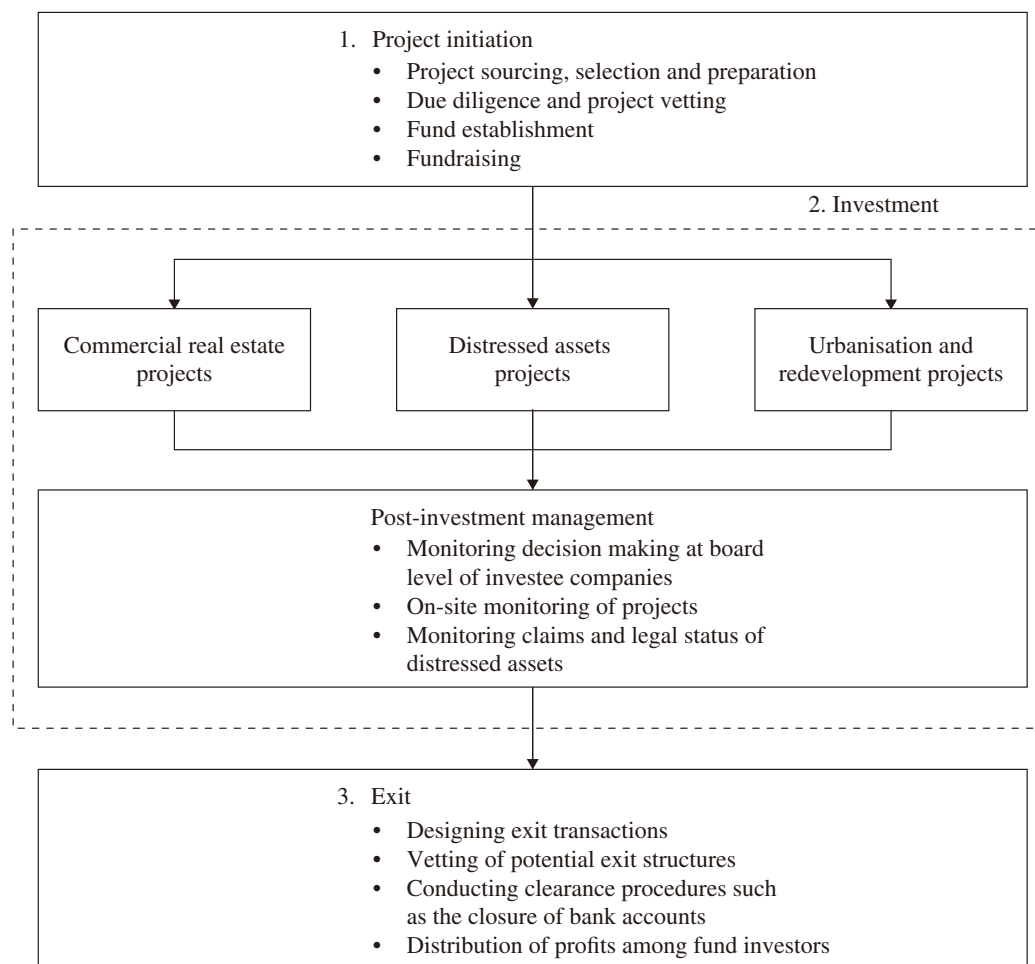 1. Project initiation
• Project sourcing, selection and preparation
• Due diligence and project vetting
• Fund establishment
• Fundraising
2. Investment
Commercial real estate
projects
Distressed assets
projects
Urbanisation and
redevelopment projects
Post-investment management
• Monitoring decision making at board
level of investee companies
• On-site monitoring of projects
• Monitoring claims and legal status of
distressed assets
3. Exit
• Designing exit transactions
• Vetting of potential exit structures
• Conducting clearance procedures such
as the closure of bank accounts
• Distribution of profits among fund investors